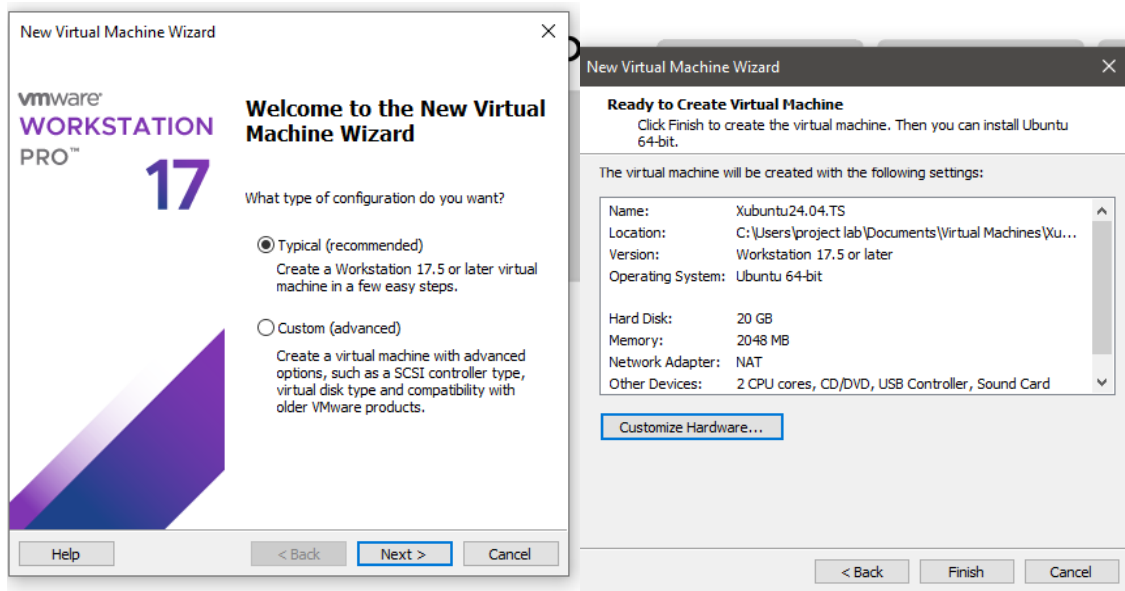 New Virtual Machine Wizard
vmware®
WORKSTATION
PRO™
17
Welcome to the New Virtual
Machine Wizard
What type of configuration do you want?
Typical (recommended)
Create a Workstation 17.5 or later virtual
machine in a few easy steps.
Custom (advanced)
Create a virtual machine with advanced
options, such as a SCSI controller type,
virtual disk type and compatibility with
older VMware products.
Help
< Back
Next >
Cancel
New Virtual Machine Wizard
Ready to Create Virtual Machine
Click Finish to create the virtual machine. Then you can install Ubuntu
64-bit.
The virtual machine will be created with the following settings:
Name: Xubuntu24.04.TS
Location: C:\Users\project lab\Documents\Virtual Machines\Xu...
Version: Workstation 17.5 or later
Operating System: Ubuntu 64-bit
Hard Disk: 20 GB
Memory: 2048 MB
Network Adapter: NAT
Other Devices: 2 CPU cores, CD/DVD, USB Controller, Sound Card
Customize Hardware...
< Back
Finish
Cancel